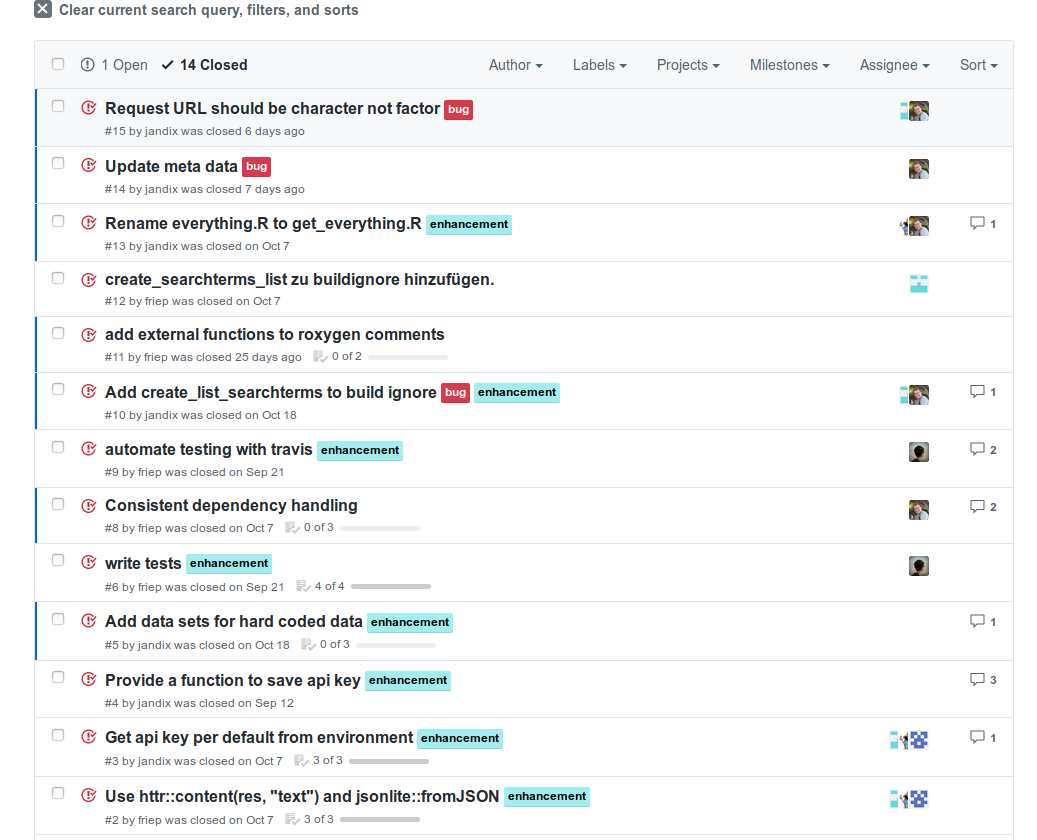 Clear current search query, filters, and sorts
1 Open 14 Closed Author Labels Projects Milestones Assignee Sort
Request URL should be character not factor bug
#15 by jandix was closed 6 days ago
Update meta data bug
#14 by jandix was closed 7 days ago
Rename everything.R to get_everything.R enhancement 1
#13 by jandix was closed on Oct 7
create_searchterms_list zu buildignore hinzufügen.
#12 by friep was closed on Oct 7
add external functions to roxygen comments
#11 by friep was closed 25 days ago 0 of 2
Add create_list_searchterms to build ignore bug enhancement 1
#10 by jandix was closed on Oct 18
automate testing with travis enhancement 2
#9 by friep was closed on Sep 21
Consistent dependency handling 2
#8 by friep was closed on Oct 7 0 of 3
write tests enhancement
#6 by friep was closed on Sep 21 4 of 4
Add data sets for hard coded data enhancement 1
#5 by jandix was closed on Oct 18 0 of 3
Provide a function to save api key enhancement 3
#4 by jandix was closed on Sep 12
Get api key per default from environment enhancement 1
#3 by jandix was closed on Oct 7 3 of 3
Use httr::content(res, "text") and jsonlite::fromJSON enhancement
#2 by jandix was closed on Oct 7 3 of 3